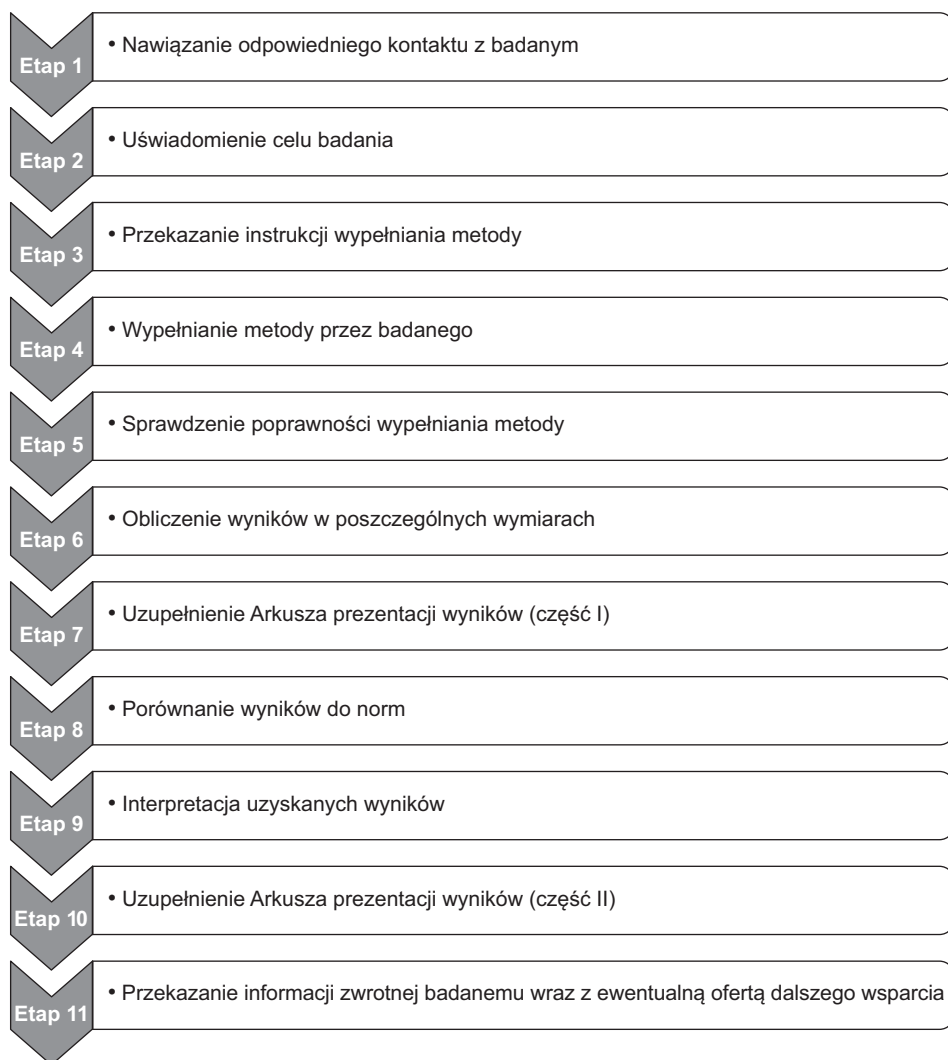 Etap 1
• Nawiązanie odpowiedniego kontaktu z badanym
Etap 2
• Uświadomienie celu badania
Etap 3
• Przekazanie instrukcji wypełniania metody
Etap 4
• Wypełnianie metody przez badanego
Etap 5
• Sprawdzenie poprawności wypełniania metody
Etap 6
• Obliczenie wyników w poszczególnych wymiarach
Etap 7
• Uzupełnienie Arkusza prezentacji wyników (część I)
Etap 8
• Porównanie wyników do norm
Etap 9
• Interpretacja uzyskanych wyników
Etap 10
• Uzupełnienie Arkusza prezentacji wyników (część II)
Etap 11
• Przekazanie informacji zwrotnej badanemu wraz z ewentualną ofertą dalszego wsparcia